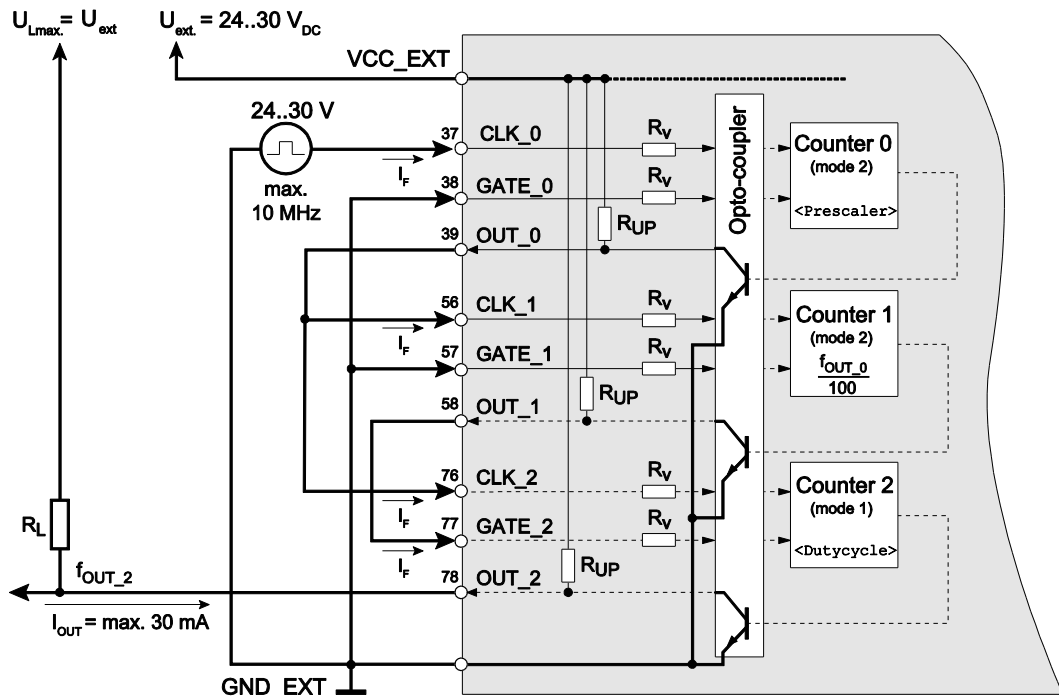 U_Lmax. = U_ext
U_ext. = 24..30 V_DC
VCC_EXT
24..30 V
max.
10 MHz
37
CLK_0
I_F
38
GATE_0
39
OUT_0
R_V
R_V
R_UP
56
CLK_1
I_F
57
GATE_1
58
OUT_1
R_V
R_V
R_UP
76
CLK_2
I_F
77
GATE_2
I_F
78
OUT_2
R_V
R_V
R_UP
Opto-coupler
Counter 0
(mode 2)
<Prescaler>
Counter 1
(mode 2)
f_OUT_0
100
Counter 2
(mode 1)
<Dutycycle>
R_L
f_OUT_2
I_OUT = max. 30 mA
GND_EXT